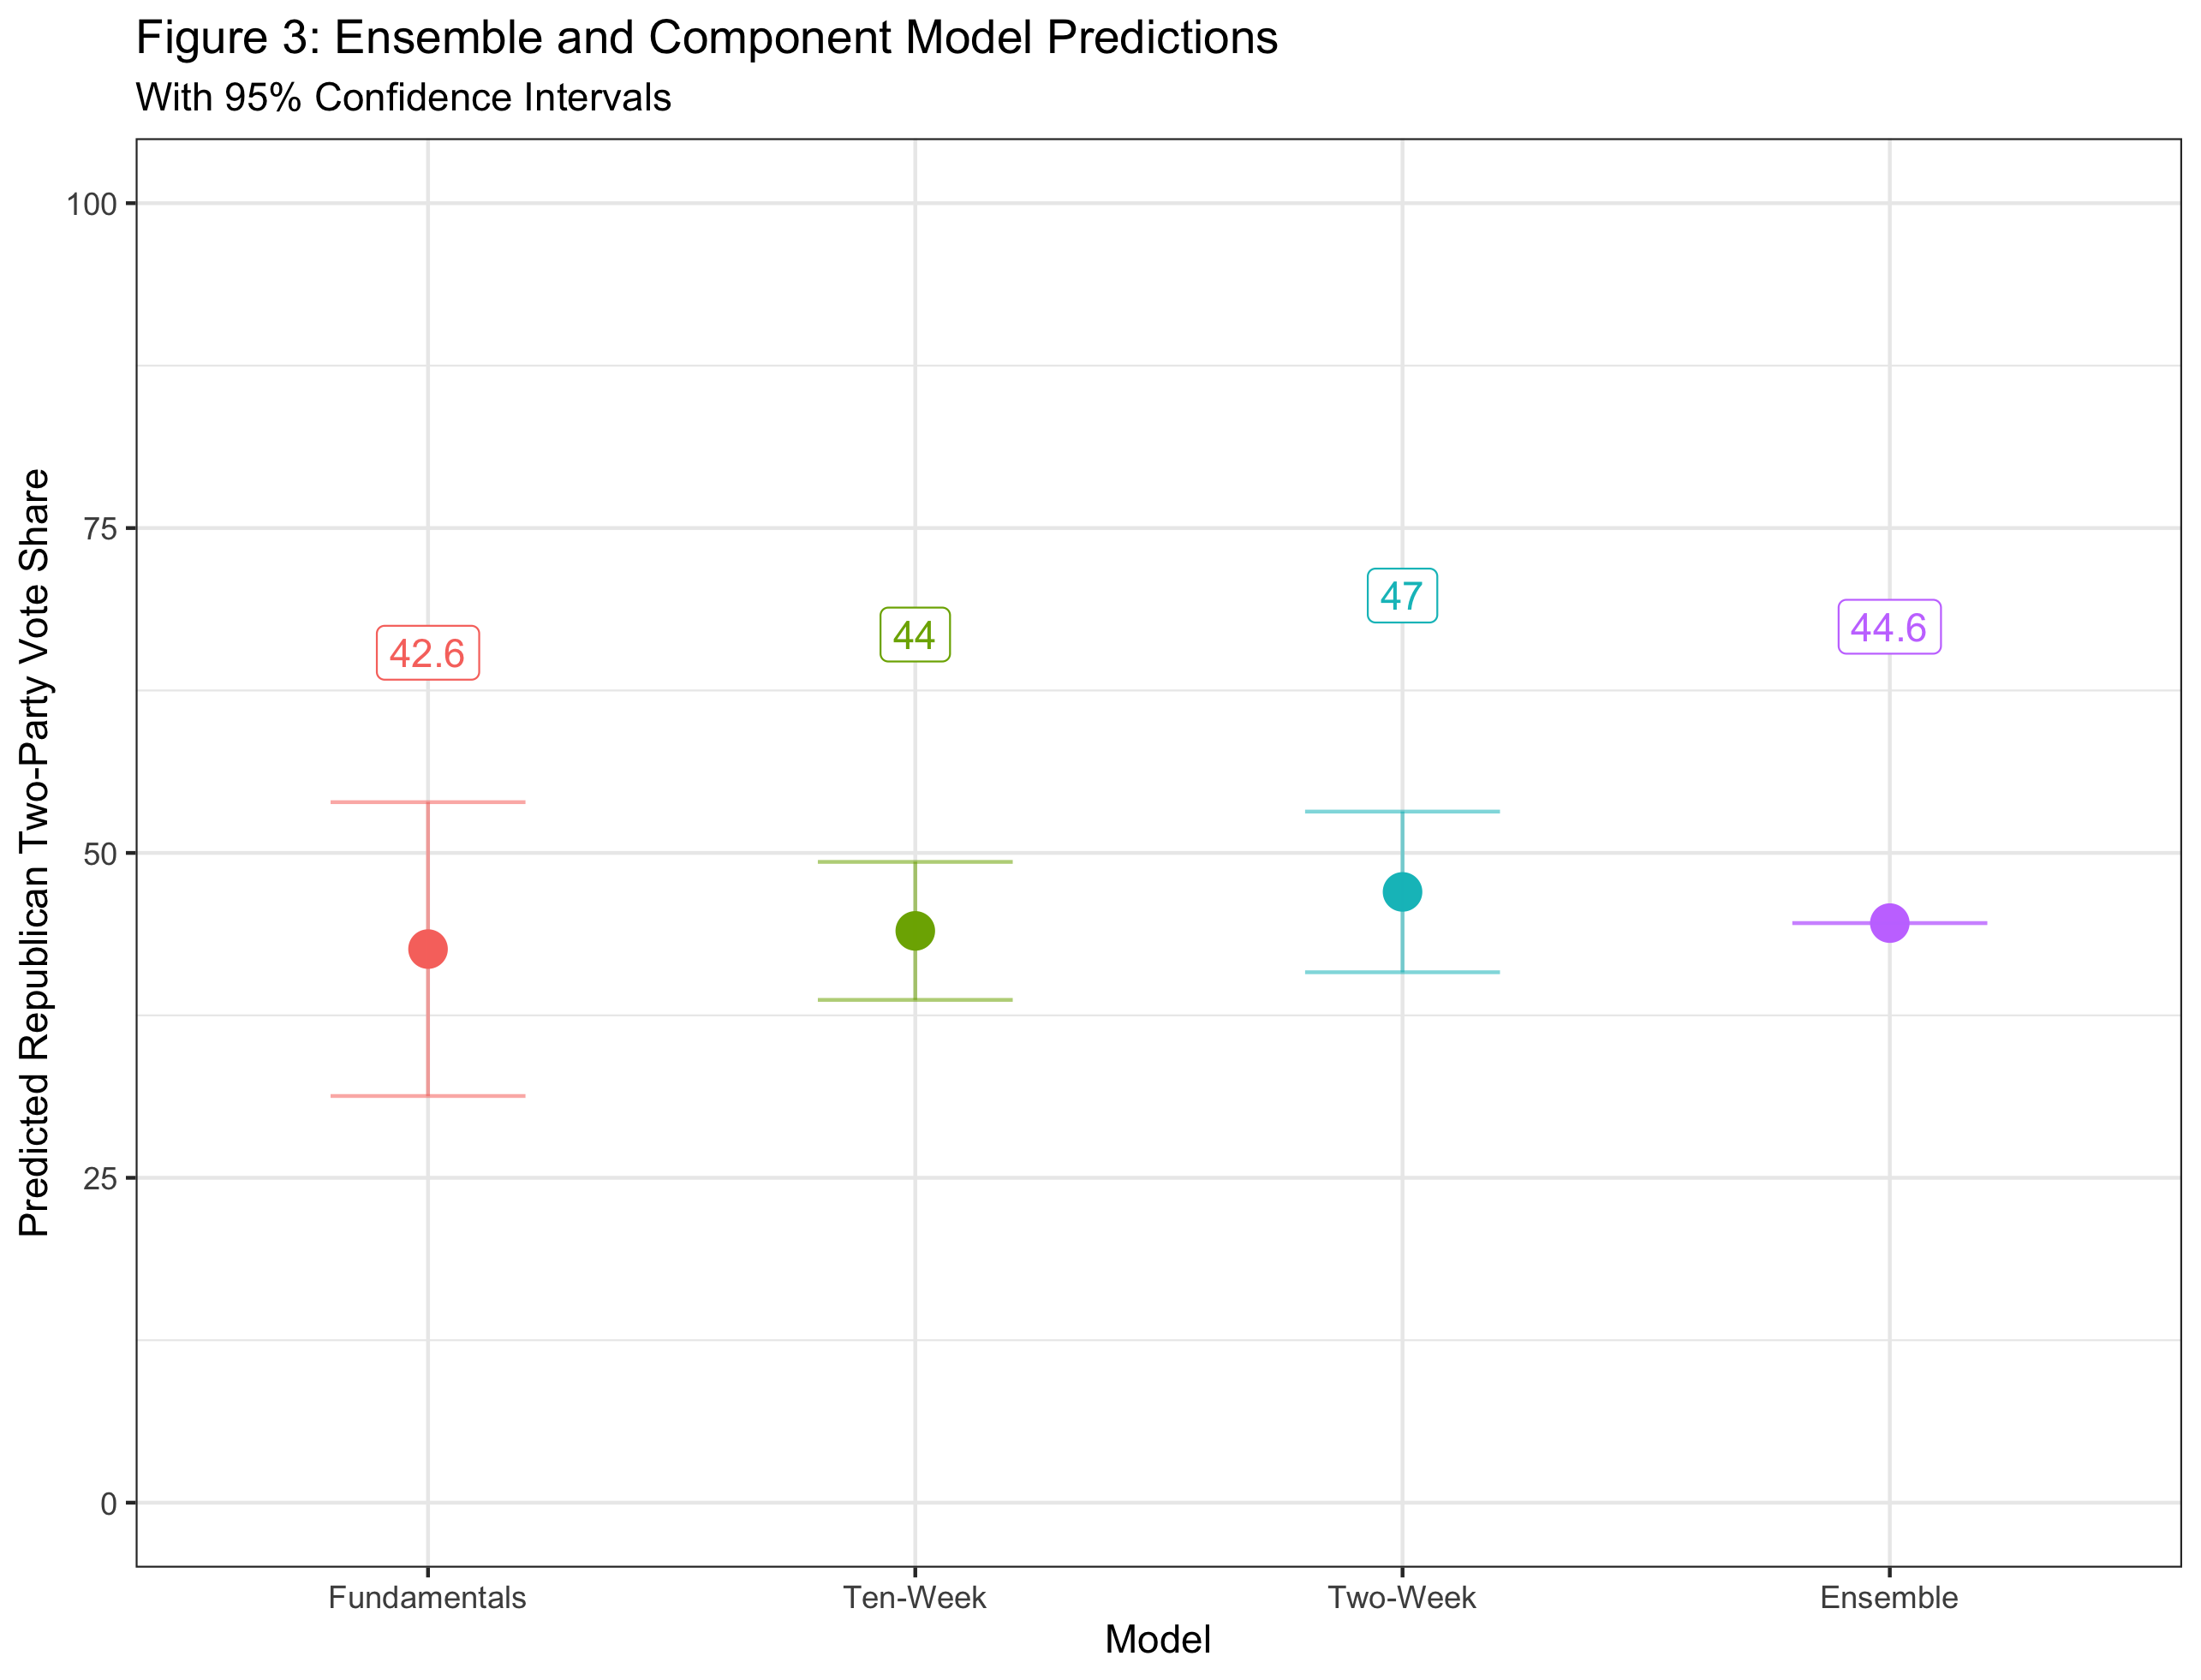 Figure 3: Ensemble and Component Model Predictions
With 95% Confidence Intervals
Predicted Republican Two-Party Vote Share
100
75
50
25
0
42.6
44
47
44.6
Fundamentals
Ten-Week
Two-Week
Ensemble
Model